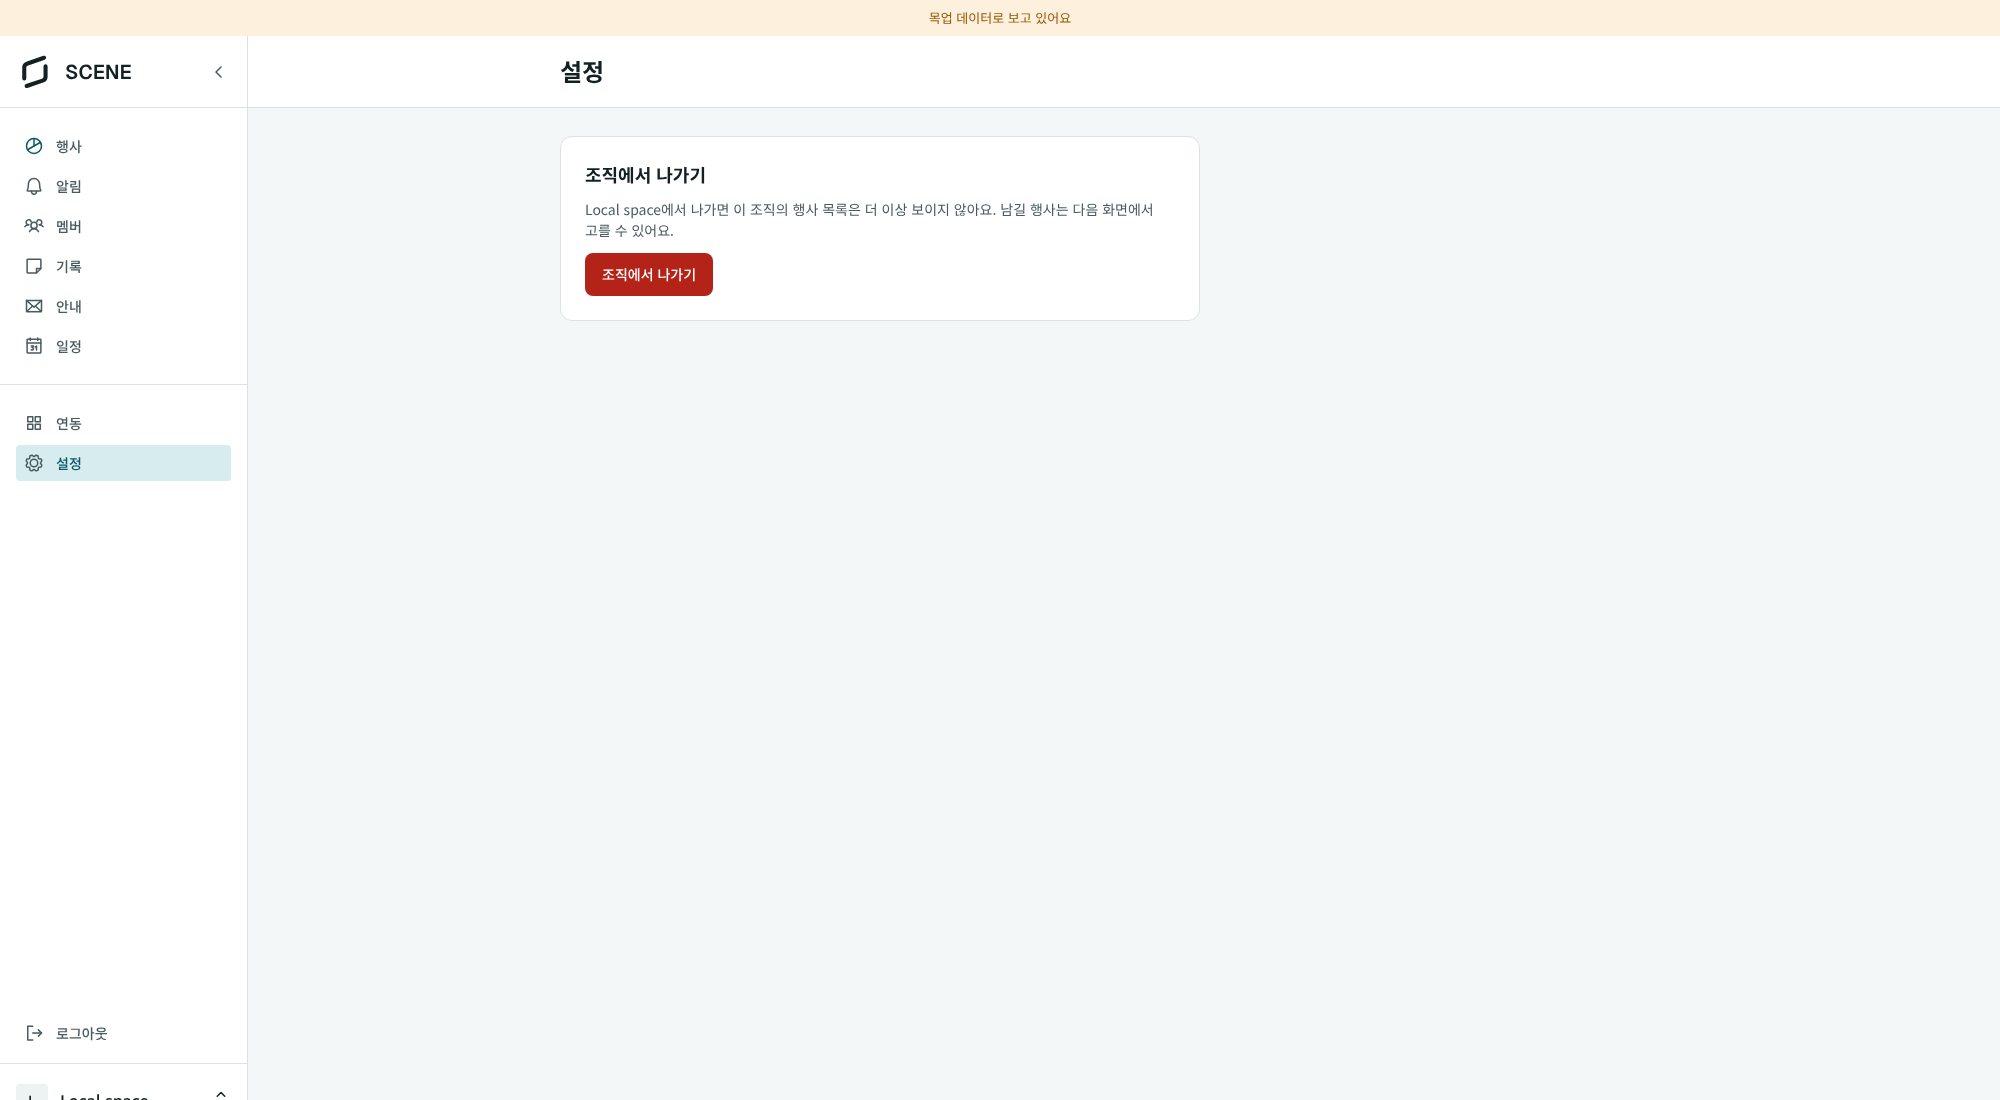 목업 데이터로 보고 있어요
SCENE
설정
행사
알림
멤버
기록
안내
31
일정
연동
설정
조직에서 나가기
Local space에서 나가면 이 조직의 행사 목록은 더 이상 보이지 않아요. 남길 행사는 다음 화면에서
고를 수 있어요.
조직에서 나가기
로그아웃
Local space